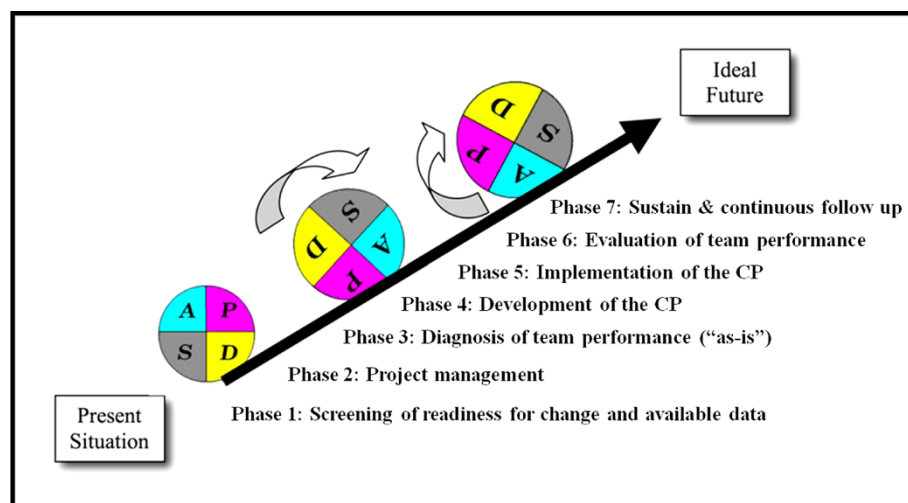 Ideal
Future
D
S
P
A
S
D
A
P
A
P
S
D
Phase 7: Sustain & continuous follow up
Phase 6: Evaluation of team performance
Phase 5: Implementation of the CP
Phase 4: Development of the CP
Phase 3: Diagnosis of team performance (“as-is”)
Phase 2: Project management
Phase 1: Screening of readiness for change and available data
Present
Situation